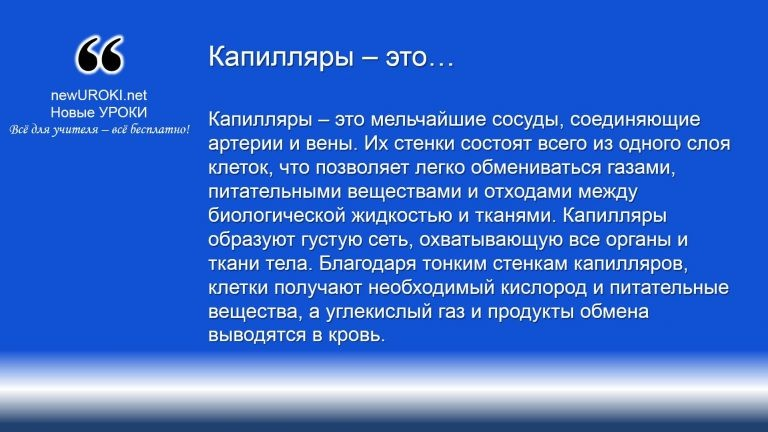 ❝
newUROKI.net
Новые УРОКИ
Всё для учителя – всё бесплатно!
Капилляры – это…
Капилляры – это мельчайшие сосуды, соединяющие
артерии и вены. Их стенки состоят всего из одного слоя
клеток, что позволяет легко обмениваться газами,
питательными веществами и отходами между
биологической жидкостью и тканями. Капилляры
образуют густую сеть, охватывающую все органы и
ткани тела. Благодаря тонким стенкам капилляров,
клетки получают необходимый кислород и питательные
вещества, а углекислый газ и продукты обмена
выводятся в кровь.